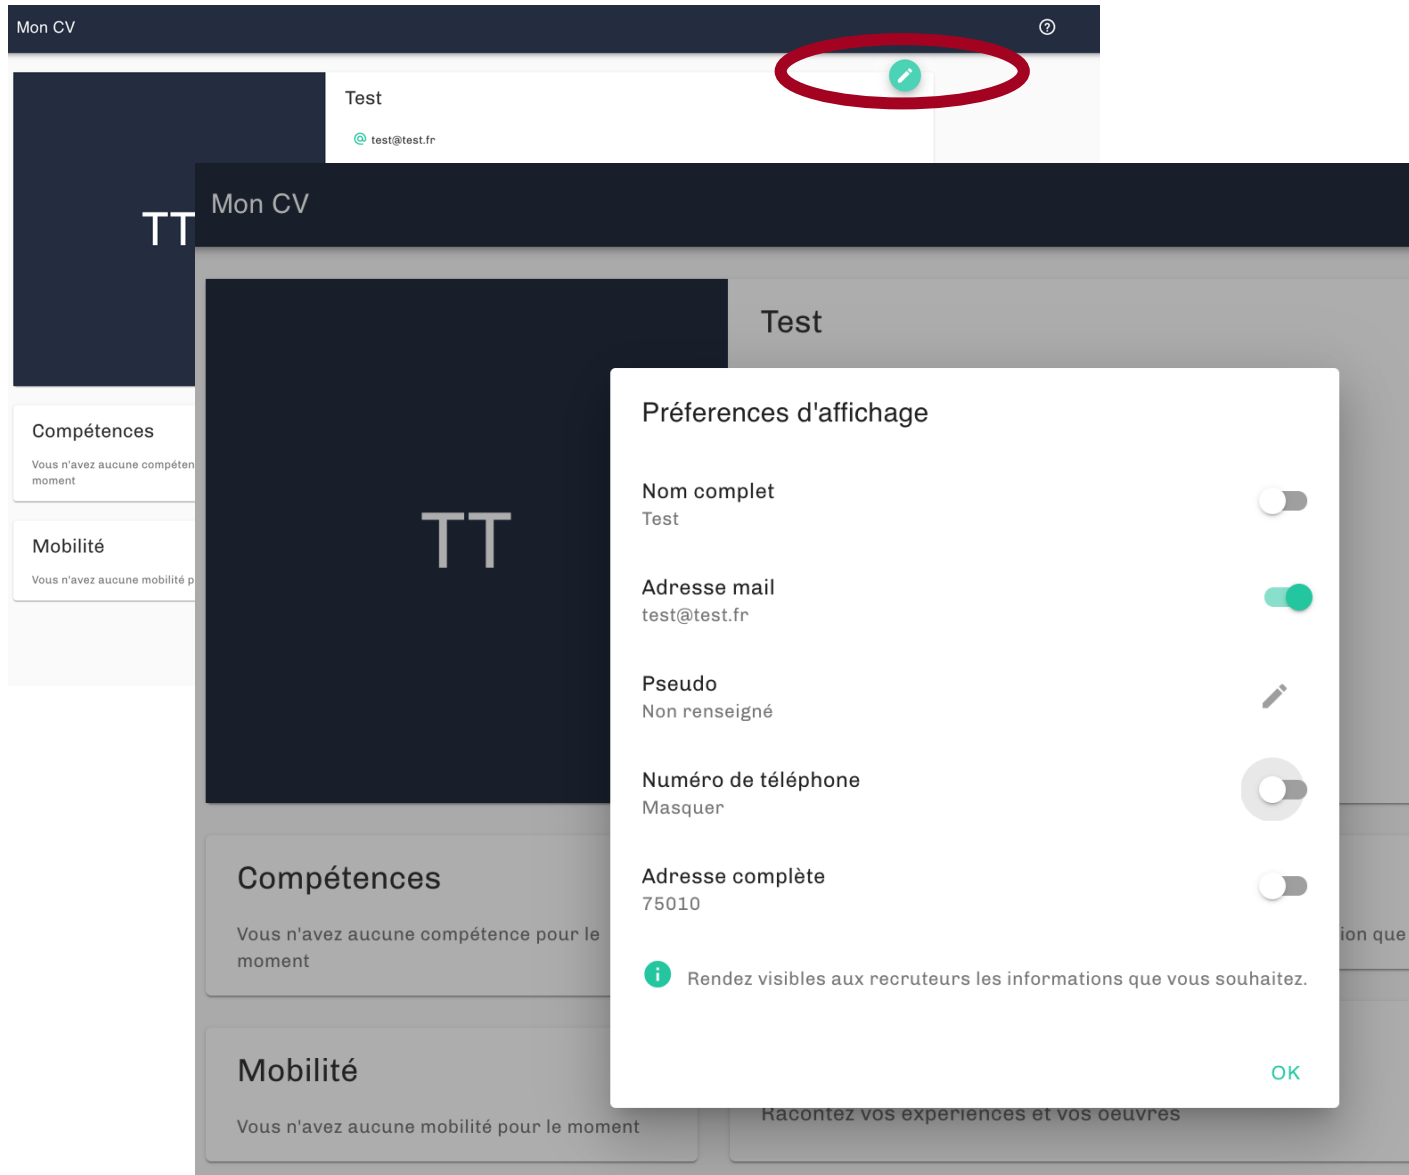 Mon CV
Test
@ test@test.fr
TT
Compétences
Vous n'avez aucune compéten
moment
Mobilité
Vous n'avez aucune mobilité p
Mon CV
Test
TT
Préferences d'affichage
Nom complet
Test
Adresse mail
test@test.fr
Pseudo
Non renseigné
Numéro de téléphone
Masquer
Adresse complète
75010
Rendez visibles aux recruteurs les informations que vous souhaitez.
OK
Compétences
Vous n'avez aucune compétence pour le
moment
ion que
Mobilité
Vous n'avez aucune mobilité pour le moment
Racontez vos expériences et vos oeuvres